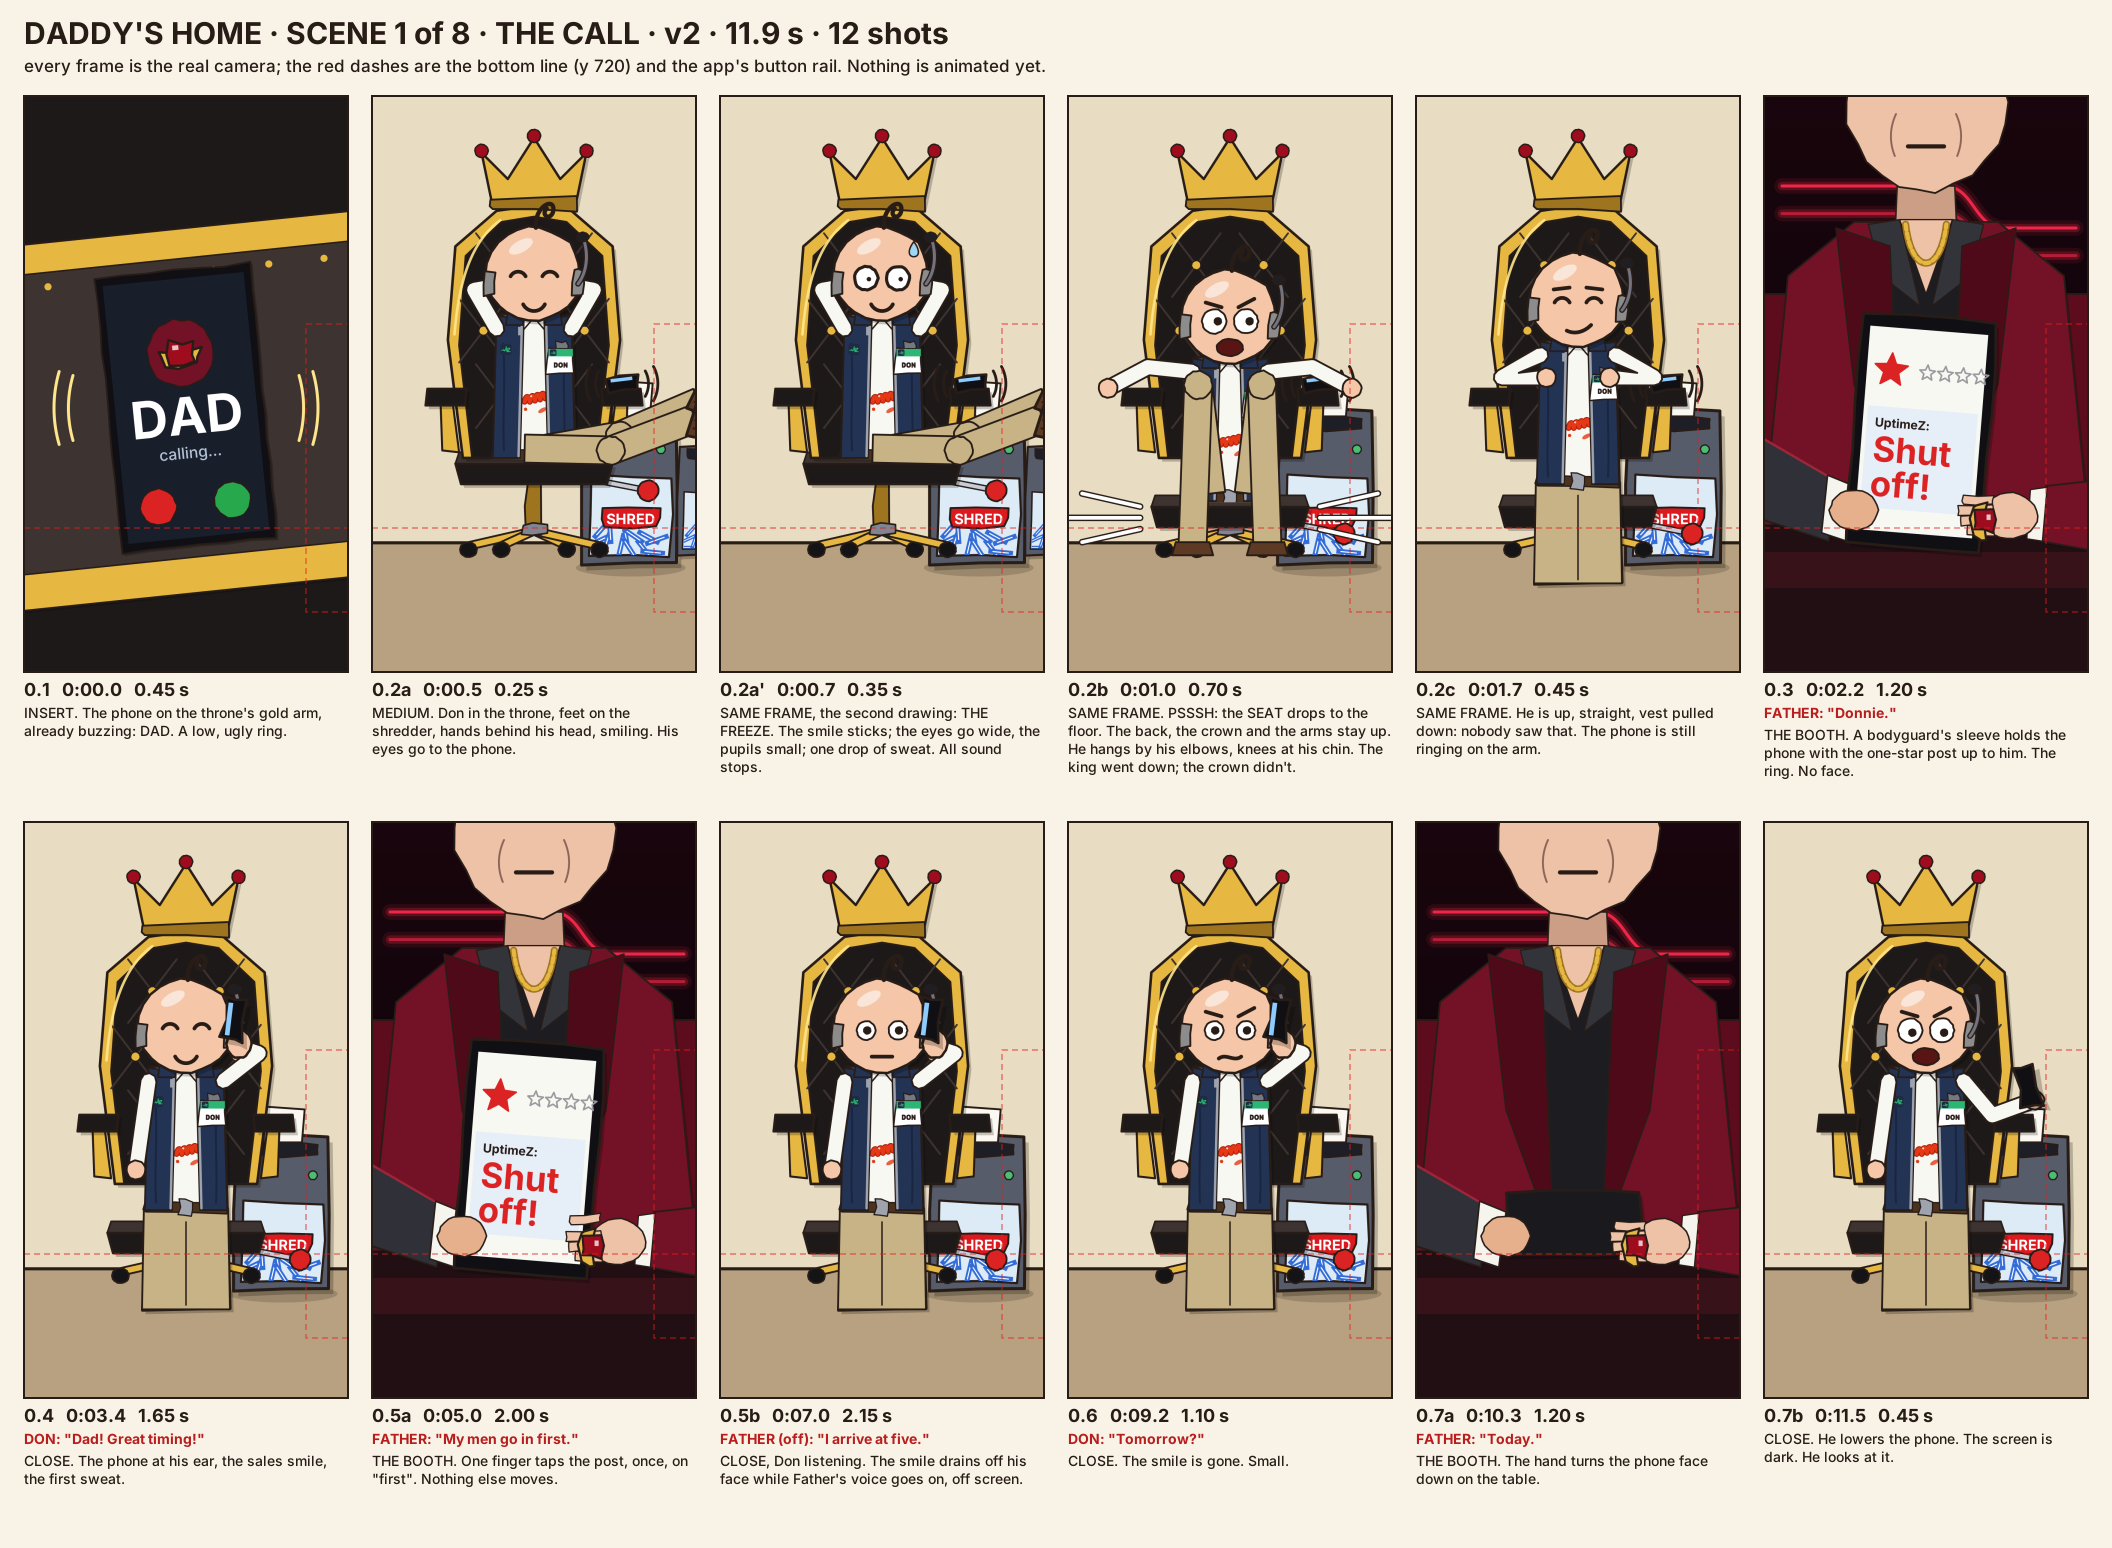 DADDY'S HOME · SCENE 1 of 8 · THE CALL · v2 · 11.9 s · 12 shots
every frame is the real camera; the red dashes are the bottom line (y 720) and the app's button rail. Nothing is animated yet.
DAD
calling...
DON
SHRED
DON
SHRED
SHRED
DON
SHRED
UptimeZ:
Shut
off!
0.1 0:00.0 0.45 s
INSERT. The phone on the throne's gold arm,
already buzzing: DAD. A low, ugly ring.
0.2a 0:00.5 0.25 s
MEDIUM. Don in the throne, feet on the
shredder, hands behind his head, smiling. His
eyes go to the phone.
0.2a' 0:00.7 0.35 s
SAME FRAME, the second drawing: THE
FREEZE. The smile sticks; the eyes go wide, the
pupils small; one drop of sweat. All sound
stops.
0.2b 0:01.0 0.70 s
SAME FRAME. PSSSH: the SEAT drops to the
floor. The back, the crown and the arms stay up.
He hangs by his elbows, knees at his chin. The
king went down; the crown didn't.
0.2c 0:01.7 0.45 s
SAME FRAME. He is up, straight, vest pulled
down: nobody saw that. The phone is still
ringing on the arm.
0.3 0:02.2 1.20 s
FATHER: "Donnie."
THE BOOTH. A bodyguard's sleeve holds the
phone with the one-star post up to him. The
ring. No face.
DON
SHRED
UptimeZ:
Shut
off!
DON
SHRED
DON
SHRED
DON
SHRED
0.4 0:03.4 1.65 s
DON: "Dad! Great timing!"
CLOSE. The phone at his ear, the sales smile,
the first sweat.
0.5a 0:05.0 2.00 s
FATHER: "My men go in first."
THE BOOTH. One finger taps the post, once, on
"first". Nothing else moves.
0.5b 0:07.0 2.15 s
FATHER (off): "I arrive at five."
CLOSE, Don listening. The smile drains off his
face while Father's voice goes on, off screen.
0.6 0:09.2 1.10 s
DON: "Tomorrow?"
CLOSE. The smile is gone. Small.
0.7a 0:10.3 1.20 s
FATHER: "Today."
THE BOOTH. The hand turns the phone face
down on the table.
0.7b 0:11.5 0.45 s
CLOSE. He lowers the phone. The screen is
dark. He looks at it.